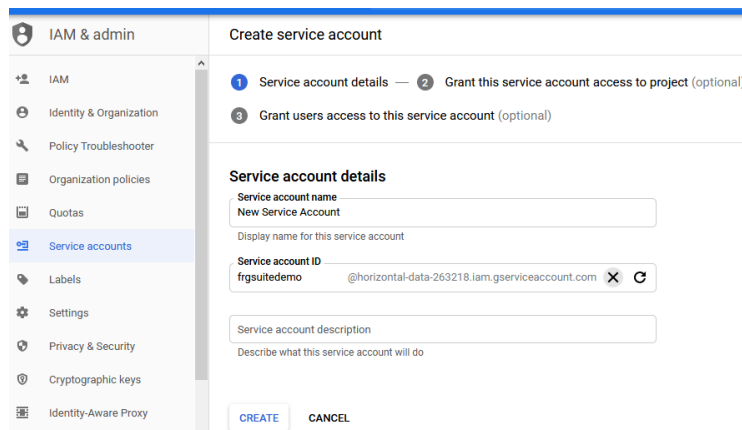 IAM & admin
Create service account
IAM
Identity & Organization
Policy Troubleshooter
Organization policies
Quotas
Service accounts
Labels
Settings
Privacy & Security
Cryptographic keys
Identity-Aware Proxy
1 Service account details — 2 Grant this service account access to project (optional)
3 Grant users access to this service account (optional)
Service account details
Service account name
New Service Account
Display name for this service account
Service account ID
frgsuitedemo @horizontal-data-263218.iam.gserviceaccount.com
Service account description
Describe what this service account will do
CREATE CANCEL